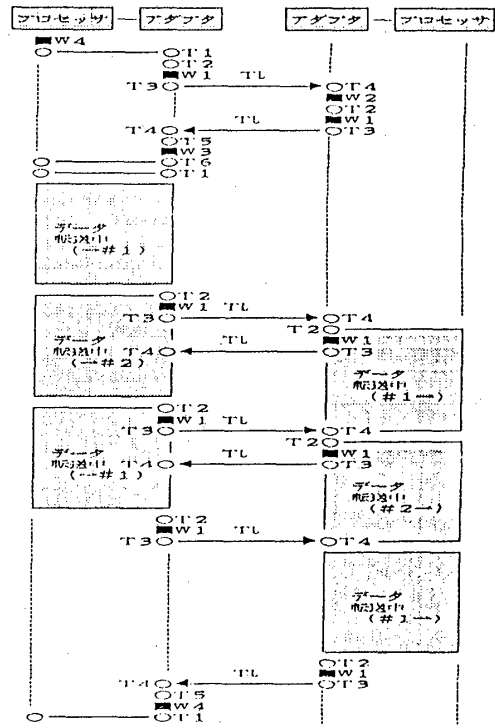 プロセッサ アダプタ アダプタ プロセッサ
W4
T1
T2
W1
T3 TL T4
W2
T2
W1
T4 TL T3
T5
W3
T6
T1
データ
転送中
(→#1)
T2
W1
T3 TL T4
T2
データ
転送中
(→#2)
T4 TL W1
T3
データ
転送中
(#1→)
T2
W1
T3 TL T4
T2
データ
転送中
(→#1)
T4 TL W1
T3
データ
転送中
(#2→)
T2
W1
T3 TL T4
データ
転送中
(#1→)
T2
W1
T4 TL T3
T5
W4
T1